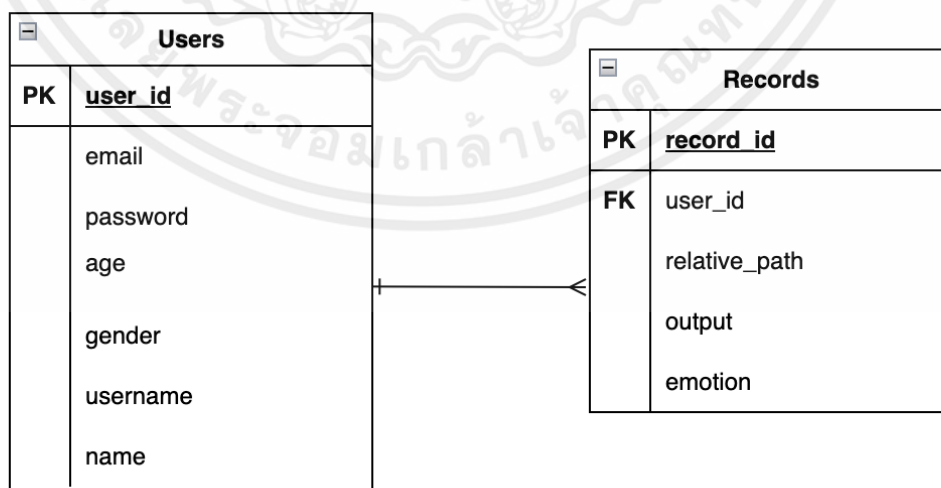 Users
PK user_id
email
password
age
gender
username
name
Records
PK record_id
FK user_id
relative_path
output
emotion